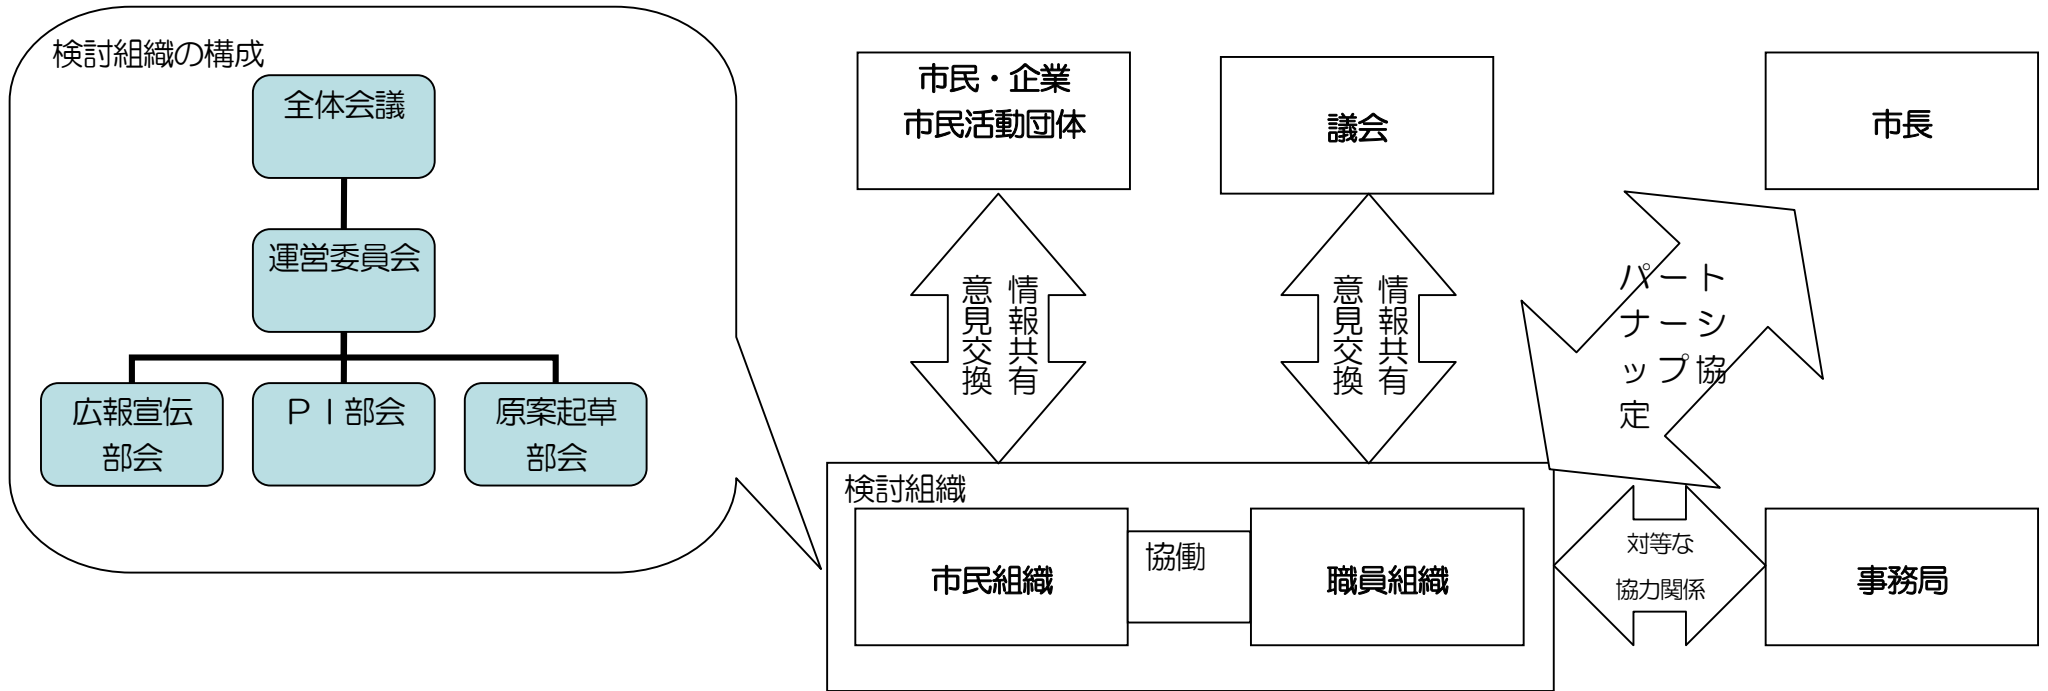 検討組織の構成
全体会議
運営委員会
広報宣伝
部会
ＰＩ部会
原案起草
部会
市民・企業
市民活動団体
議会
市長
情報共有
意見交換
情報共有
意見交換
パート
ナーシ
ップ協
定
検討組織
市民組織
協働
職員組織
対等な
協力関係
事務局